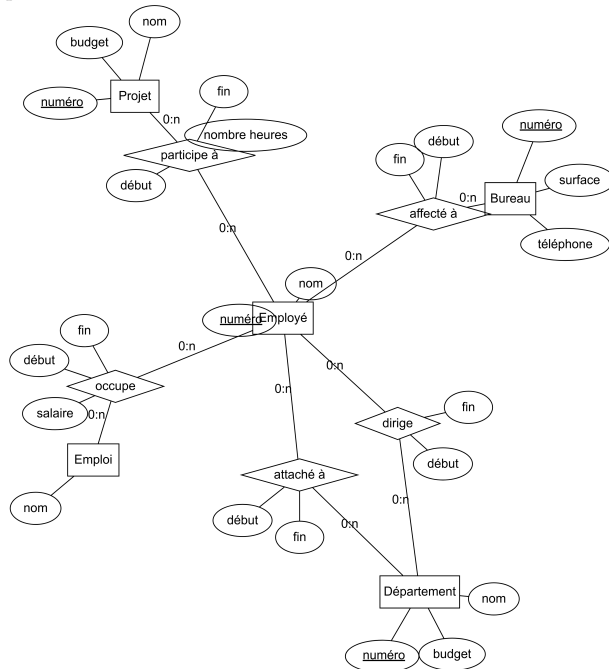 nom
budget
Projet
numéro
0:n
fin
nombre heures
participe à
début
0:n
numéro
début
fin
surface
Bureau
0:n
affecté à
téléphone
0:n
nom
numéro
Employé
0:n
fin
début
occupe
salaire
0:n
Emploi
nom
0:n
0:n
fin
dirige
début
attaché à
0:n
début
fin
0:n
Département
nom
numéro
budget